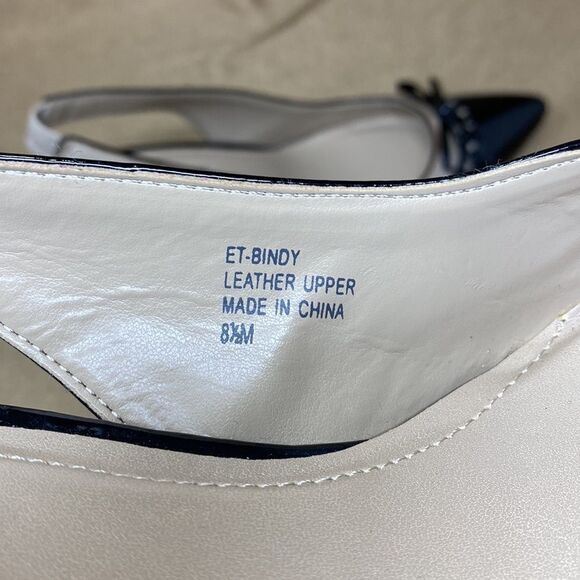 ET-BINDY
LEATHER UPPER
MADE IN CHINA
8½M